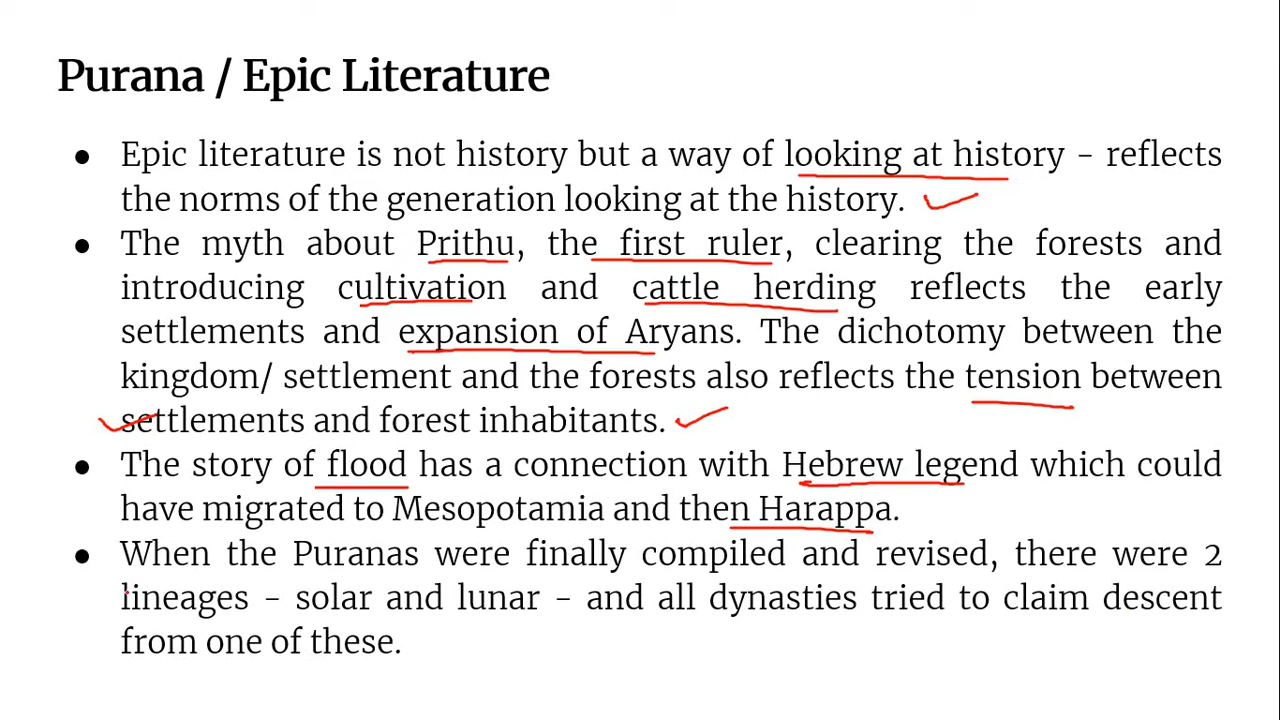 Purana / Epic Literature
● Epic literature is not history but a way of looking at history - reflects
the norms of the generation looking at the history.
● The myth about Prithu, the first ruler, clearing the forests and
introducing cultivation and cattle herding reflects the early
settlements and expansion of Aryans. The dichotomy between the
kingdom/ settlement and the forests also reflects the tension between
settlements and forest inhabitants.
● The story of flood has a connection with Hebrew legend which could
have migrated to Mesopotamia and then Harappa.
● When the Puranas were finally compiled and revised, there were 2
lineages - solar and lunar - and all dynasties tried to claim descent
from one of these.